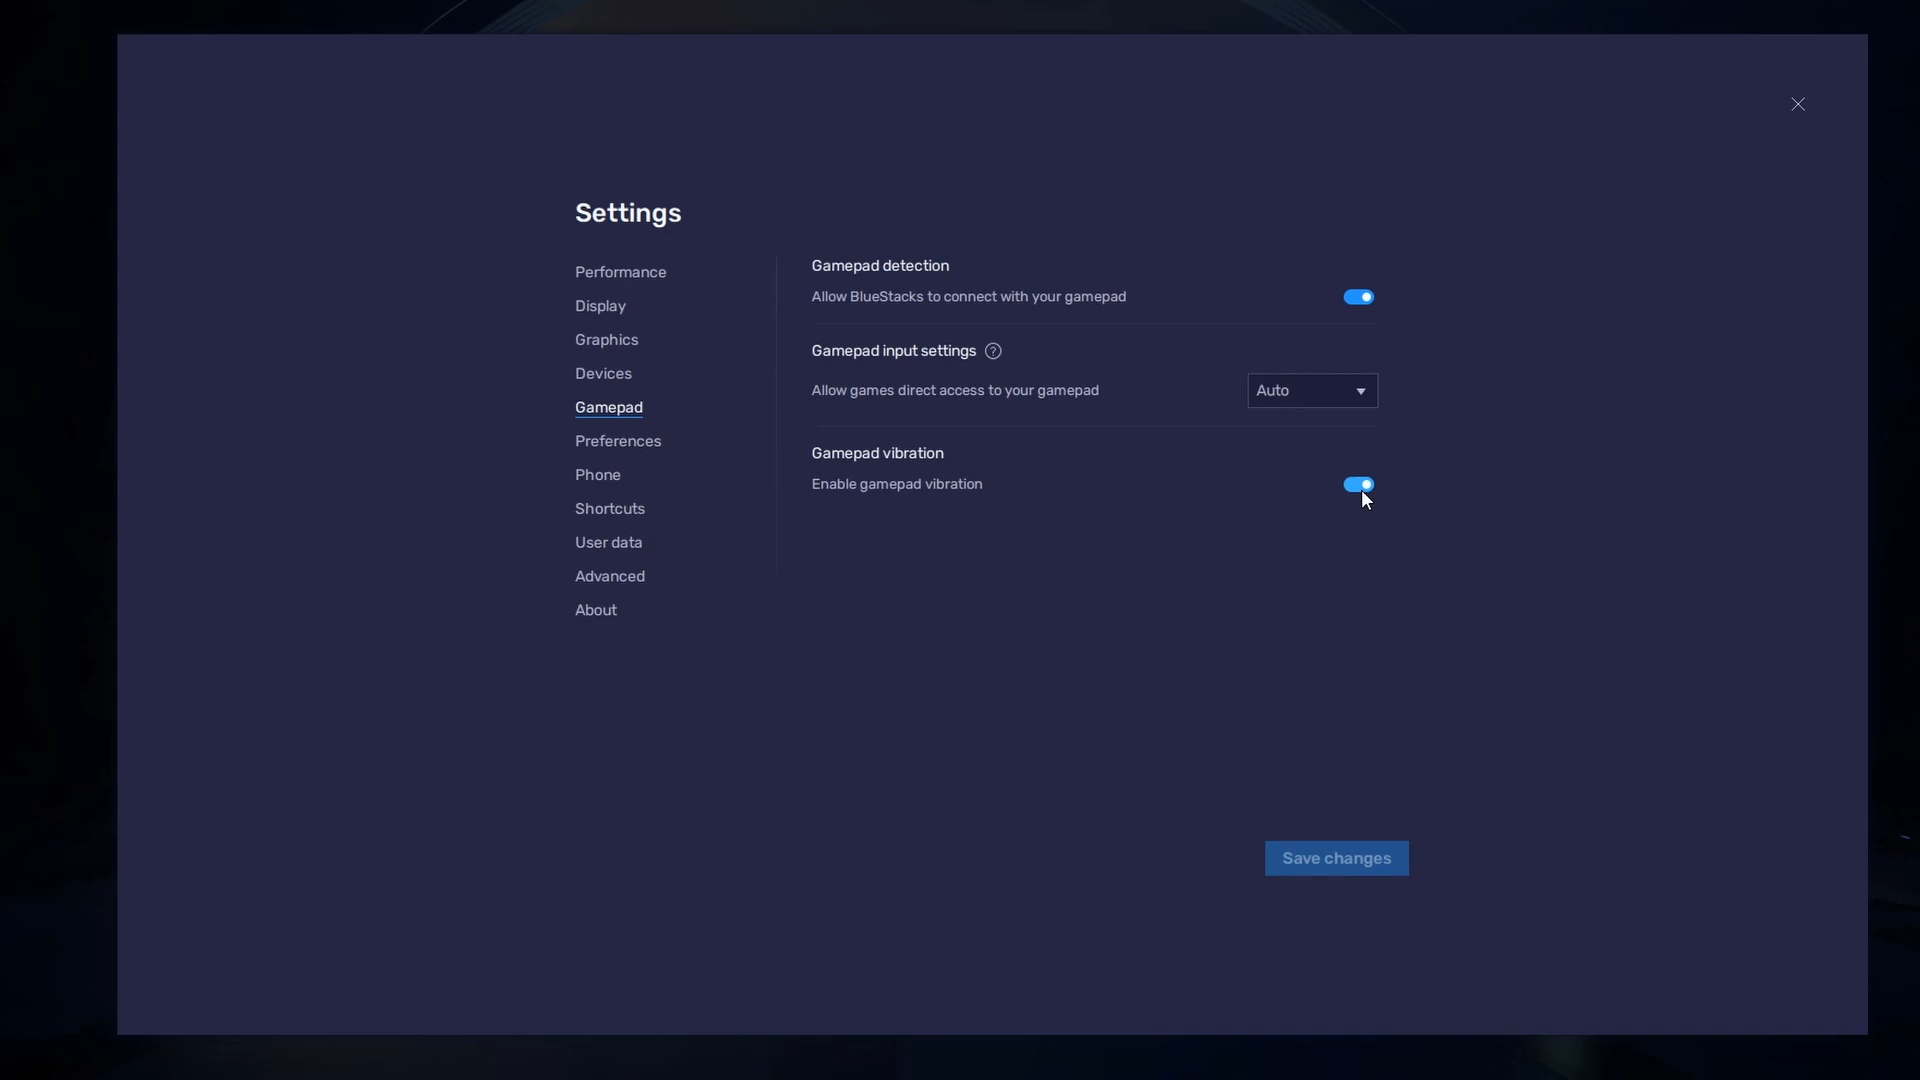 Settings
Performance
Display
Graphics
Devices
Gamepad
Preferences
Phone
Shortcuts
User data
Advanced
About
Gamepad detection
Allow BlueStacks to connect with your gamepad
Gamepad input settings ?
Allow games direct access to your gamepad
Auto
Gamepad vibration
Enable gamepad vibration
Save changes